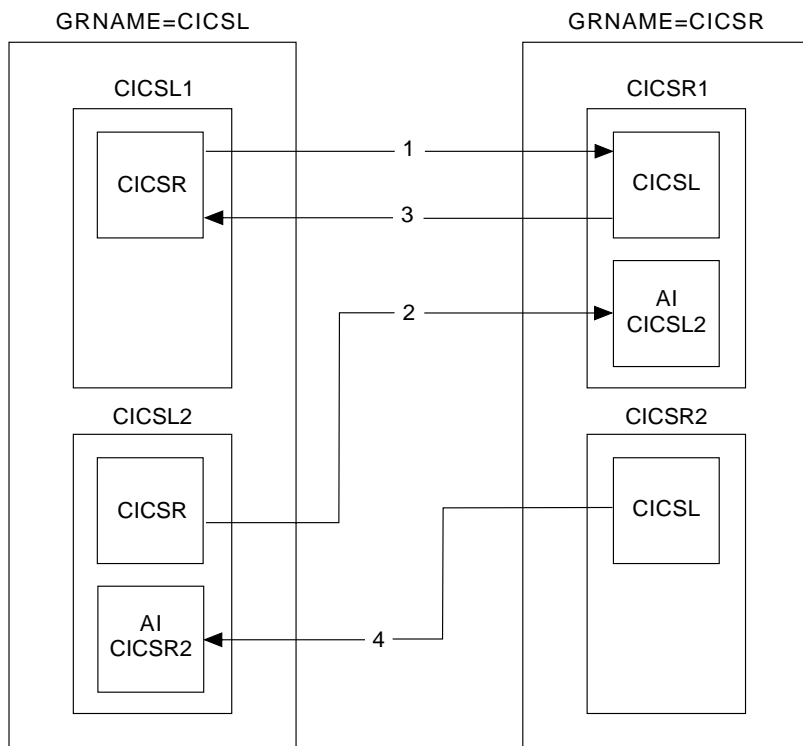 GRNAME=CICSL
GRNAME=CICSR
CICSL1
CICSR1
CICSR
1
CICSL
3
AI
CICSL2
2
CICSL2
CICSR2
CICSR
CICSL
AI
CICSR2
4